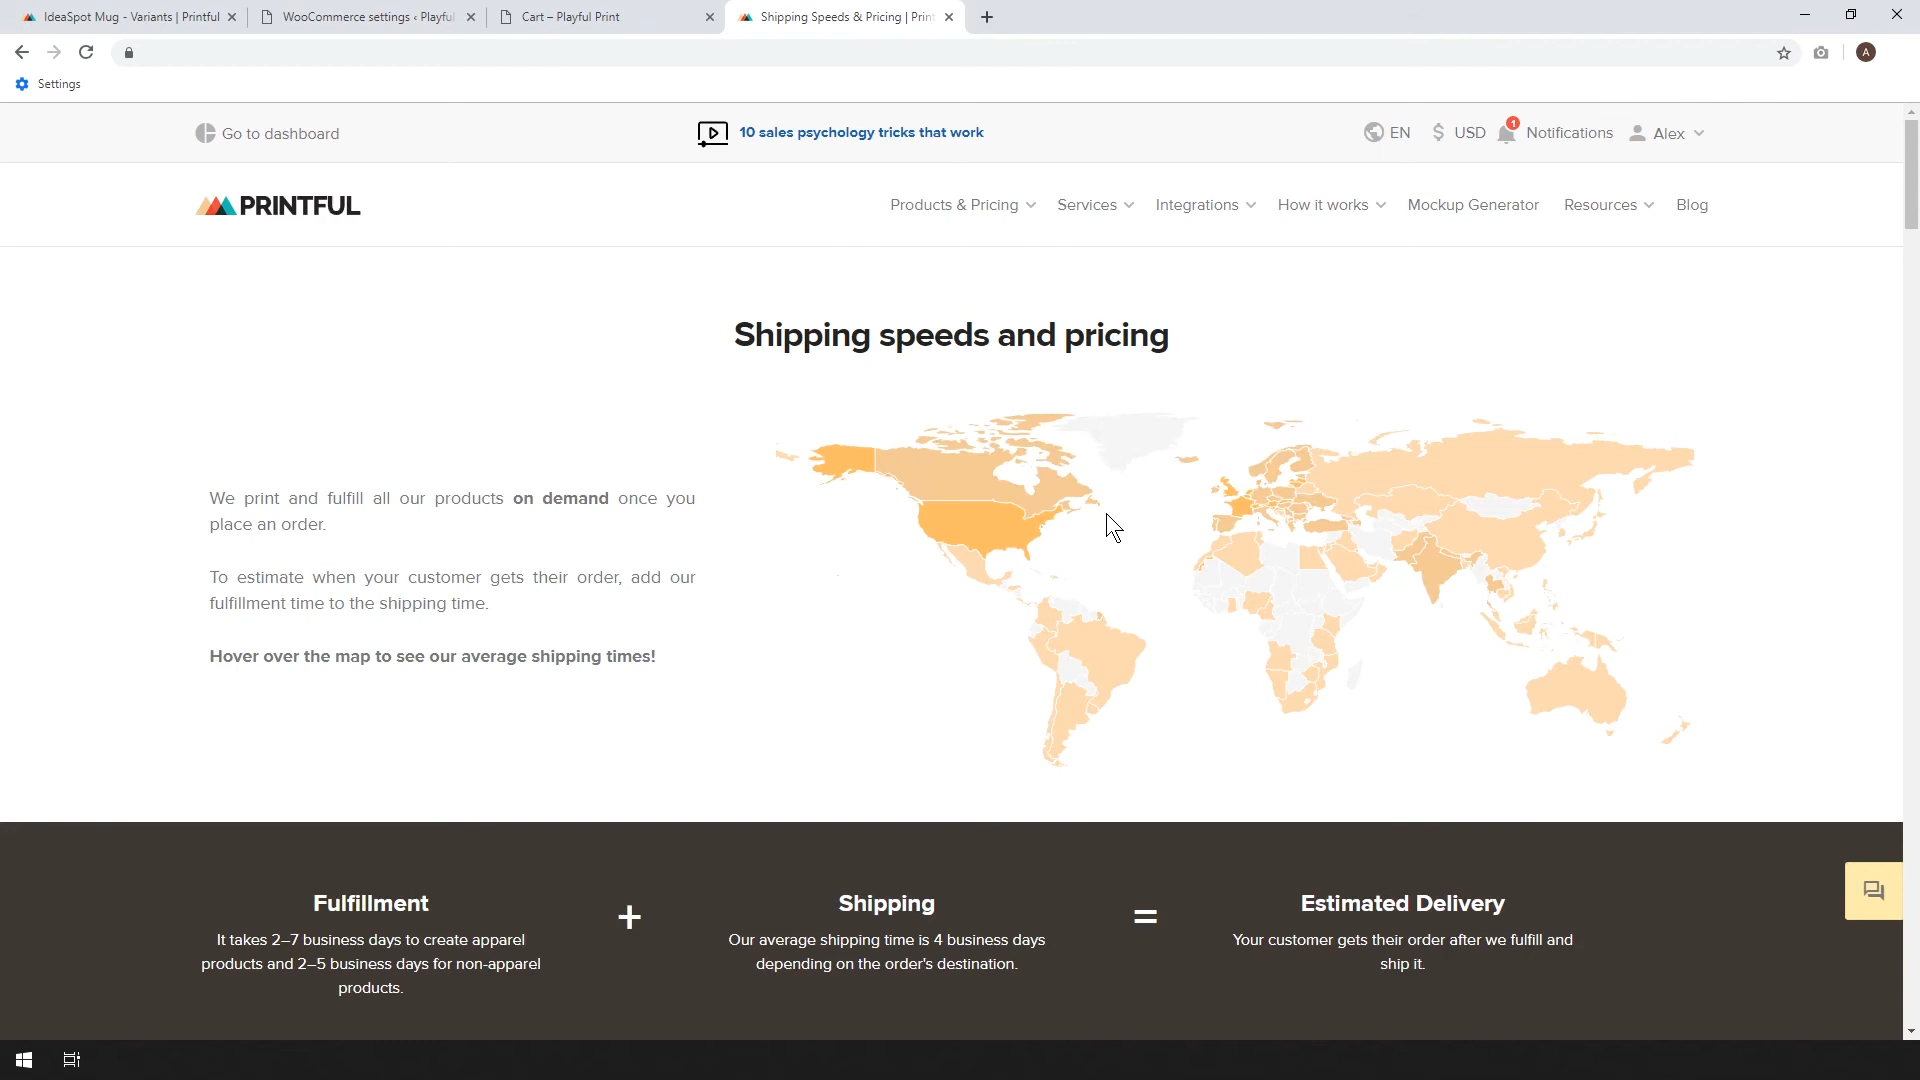 IdeaSpot Mug - Variants | Printful
WooCommerce settings ‹ Playful
Cart – Playful Print
Shipping Speeds & Pricing | Print
A
Settings
Go to dashboard
10 sales psychology tricks that work
EN
$ USD
1
Notifications
Alex
PRINTFUL
Products & Pricing
Services
Integrations
How it works
Mockup Generator
Resources
Blog
Shipping speeds and pricing
We print and fulfill all our products on demand once you
place an order.
To estimate when your customer gets their order, add our
fulfillment time to the shipping time.
Hover over the map to see our average shipping times!
Fulfillment
It takes 2–7 business days to create apparel
products and 2–5 business days for non-apparel
products.
+
Shipping
Our average shipping time is 4 business days
depending on the order's destination.
=
Estimated Delivery
Your customer gets their order after we fulfill and
ship it.